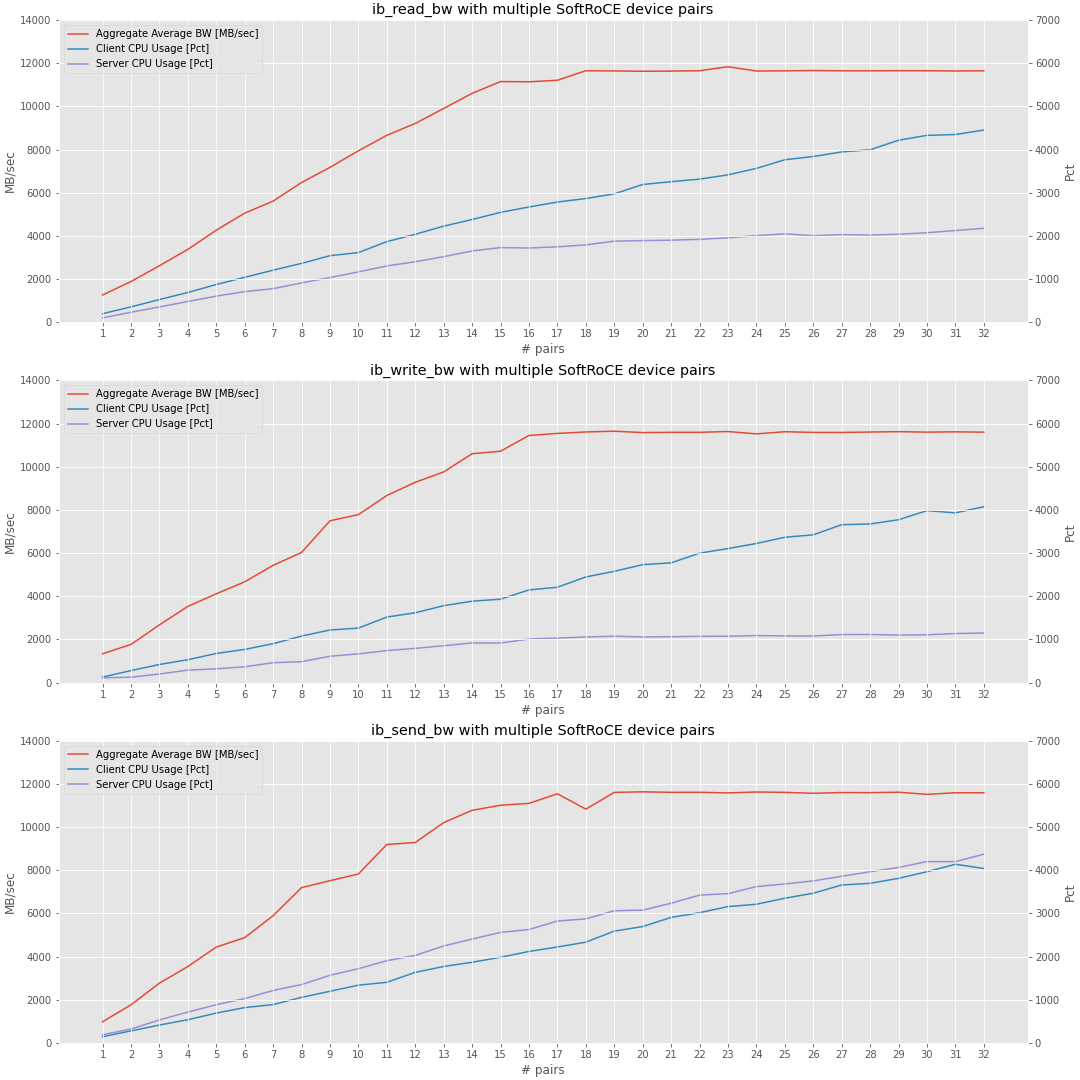 ib_read_bw with multiple SoftRoCE device pairs
14000
12000
10000
8000
6000
4000
2000
0
MB/sec
Aggregate Average BW [MB/sec]
Client CPU Usage [Pct]
Server CPU Usage [Pct]
7000
6000
5000
4000
3000
2000
1000
0
Pct
1 2 3 4 5 6 7 8 9 10 11 12 13 14 15 16 17 18 19 20 21 22 23 24 25 26 27 28 29 30 31 32
# pairs
ib_write_bw with multiple SoftRoCE device pairs
14000
12000
10000
8000
6000
4000
2000
0
MB/sec
Aggregate Average BW [MB/sec]
Client CPU Usage [Pct]
Server CPU Usage [Pct]
7000
6000
5000
4000
3000
2000
1000
0
Pct
1 2 3 4 5 6 7 8 9 10 11 12 13 14 15 16 17 18 19 20 21 22 23 24 25 26 27 28 29 30 31 32
# pairs
ib_send_bw with multiple SoftRoCE device pairs
14000
12000
10000
8000
6000
4000
2000
0
MB/sec
Aggregate Average BW [MB/sec]
Client CPU Usage [Pct]
Server CPU Usage [Pct]
7000
6000
5000
4000
3000
2000
1000
0
Pct
1 2 3 4 5 6 7 8 9 10 11 12 13 14 15 16 17 18 19 20 21 22 23 24 25 26 27 28 29 30 31 32
# pairs